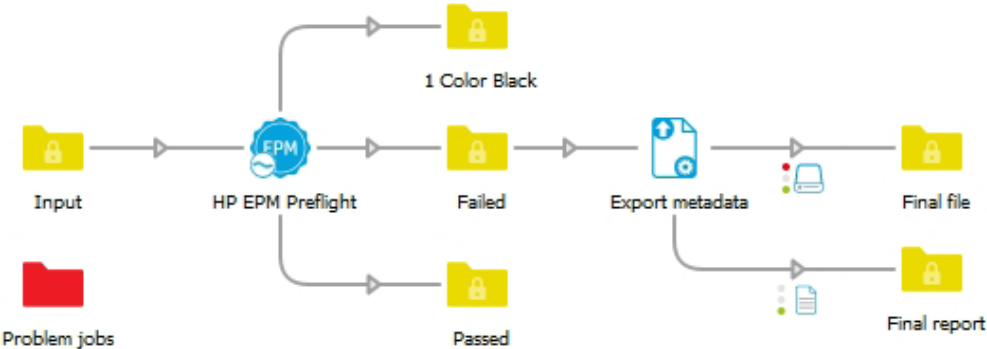 1 Color Black
EPM
Input
HP EPM Preflight
Failed
Export metadata
Final file
Problem jobs
Passed
Final report